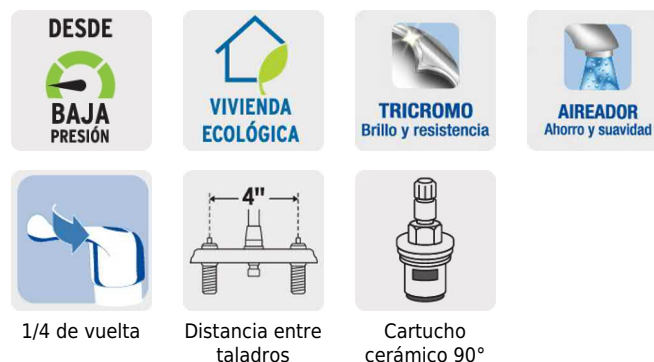 DESDE
BAJA
PRESIÓN
VIVIENDA
ECOLÓGICA
TRICROMO
Brillo y resistencia
AIREADOR
Ahorro y suavidad
1/4 de vuelta
4"
Distancia entre
taladros
Cartucho
cerámico 90°